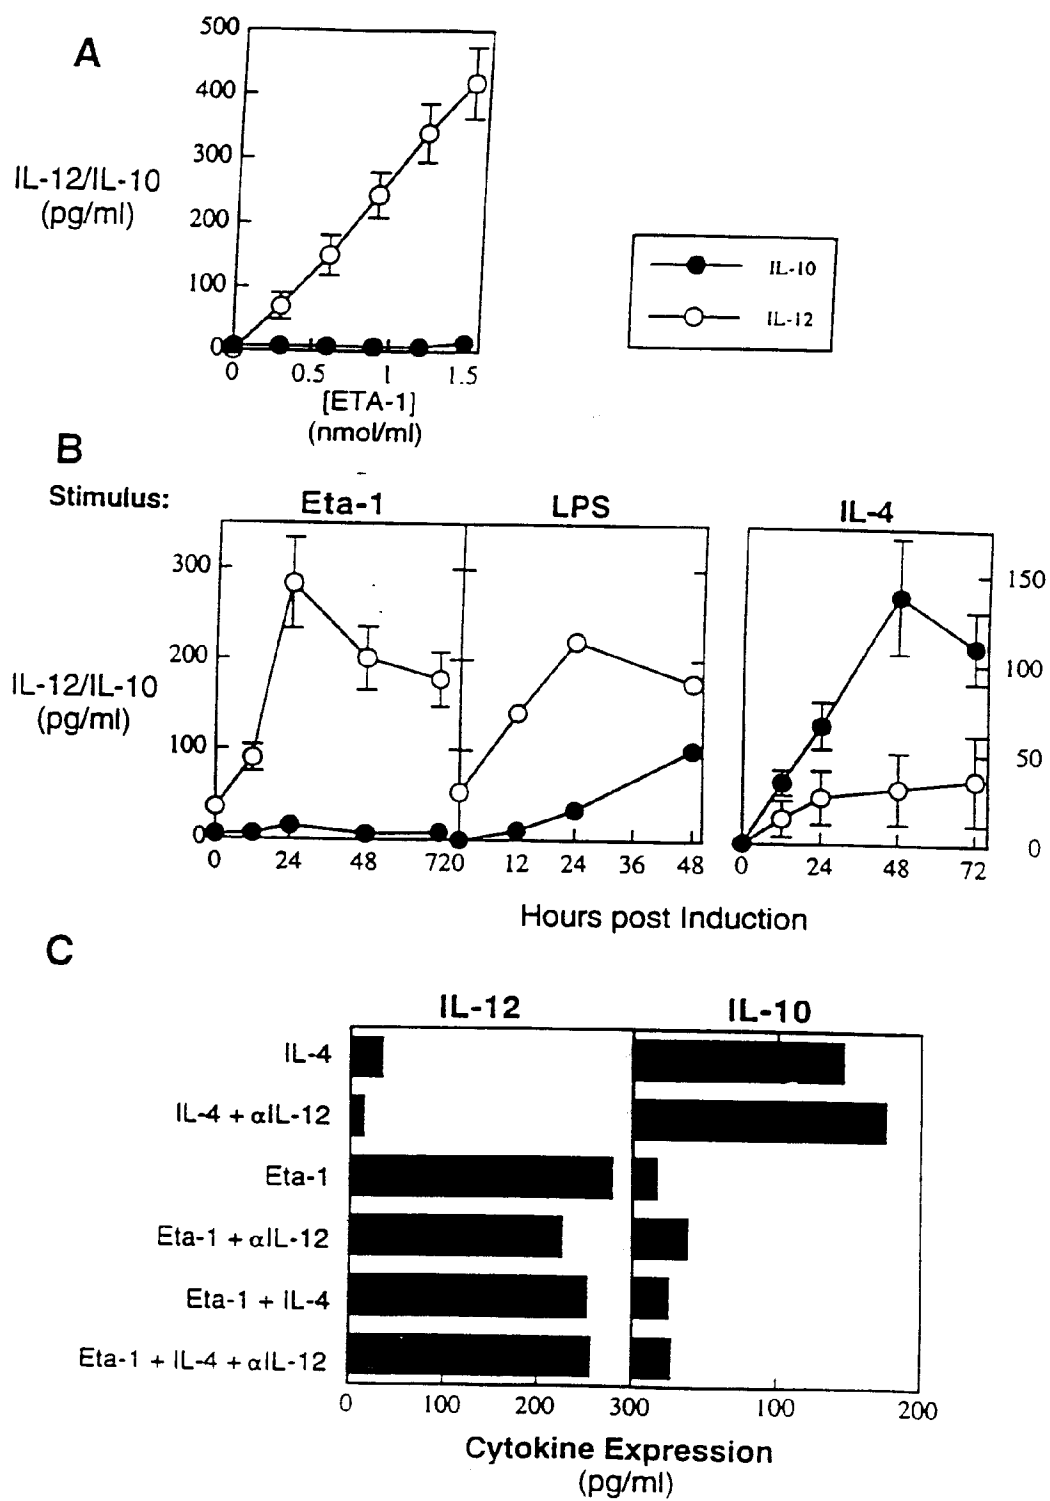 A
500
400
300
200
100
0
IL-12/IL-10
(pg/ml)
0 0.5 1 1.5
[ETA-1]
(nmol/ml)
IL-10
IL-12
B
Stimulus: Eta-1 LPS IL-4
300
200
100
0
IL-12/IL-10
(pg/ml)
150
100
50
0
0 24 48 72 0 12 24 36 48 0 24 48 72
Hours post Induction
C
IL-12 IL-10
IL-4
IL-4 + αIL-12
Eta-1
Eta-1 + αIL-12
Eta-1 + IL-4
Eta-1 + IL-4 + αIL-12
0 100 200 300 100 200
Cytokine Expression
(pg/ml)